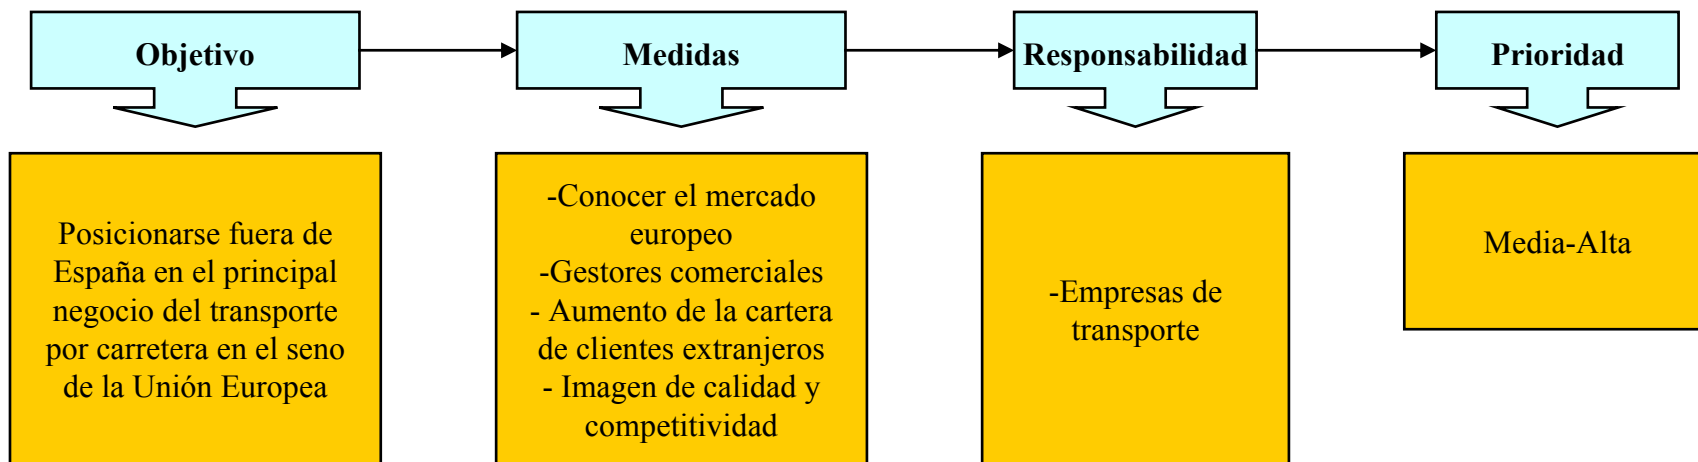 Objetivo
Medidas
Responsabilidad
Prioridad
Posicionarse fuera de
España en el principal
negocio del transporte
por carretera en el seno
de la Unión Europea
-Conocer el mercado
europeo
-Gestores comerciales
- Aumento de la cartera
de clientes extranjeros
- Imagen de calidad y
competitividad
-Empresas de
transporte
Media-Alta